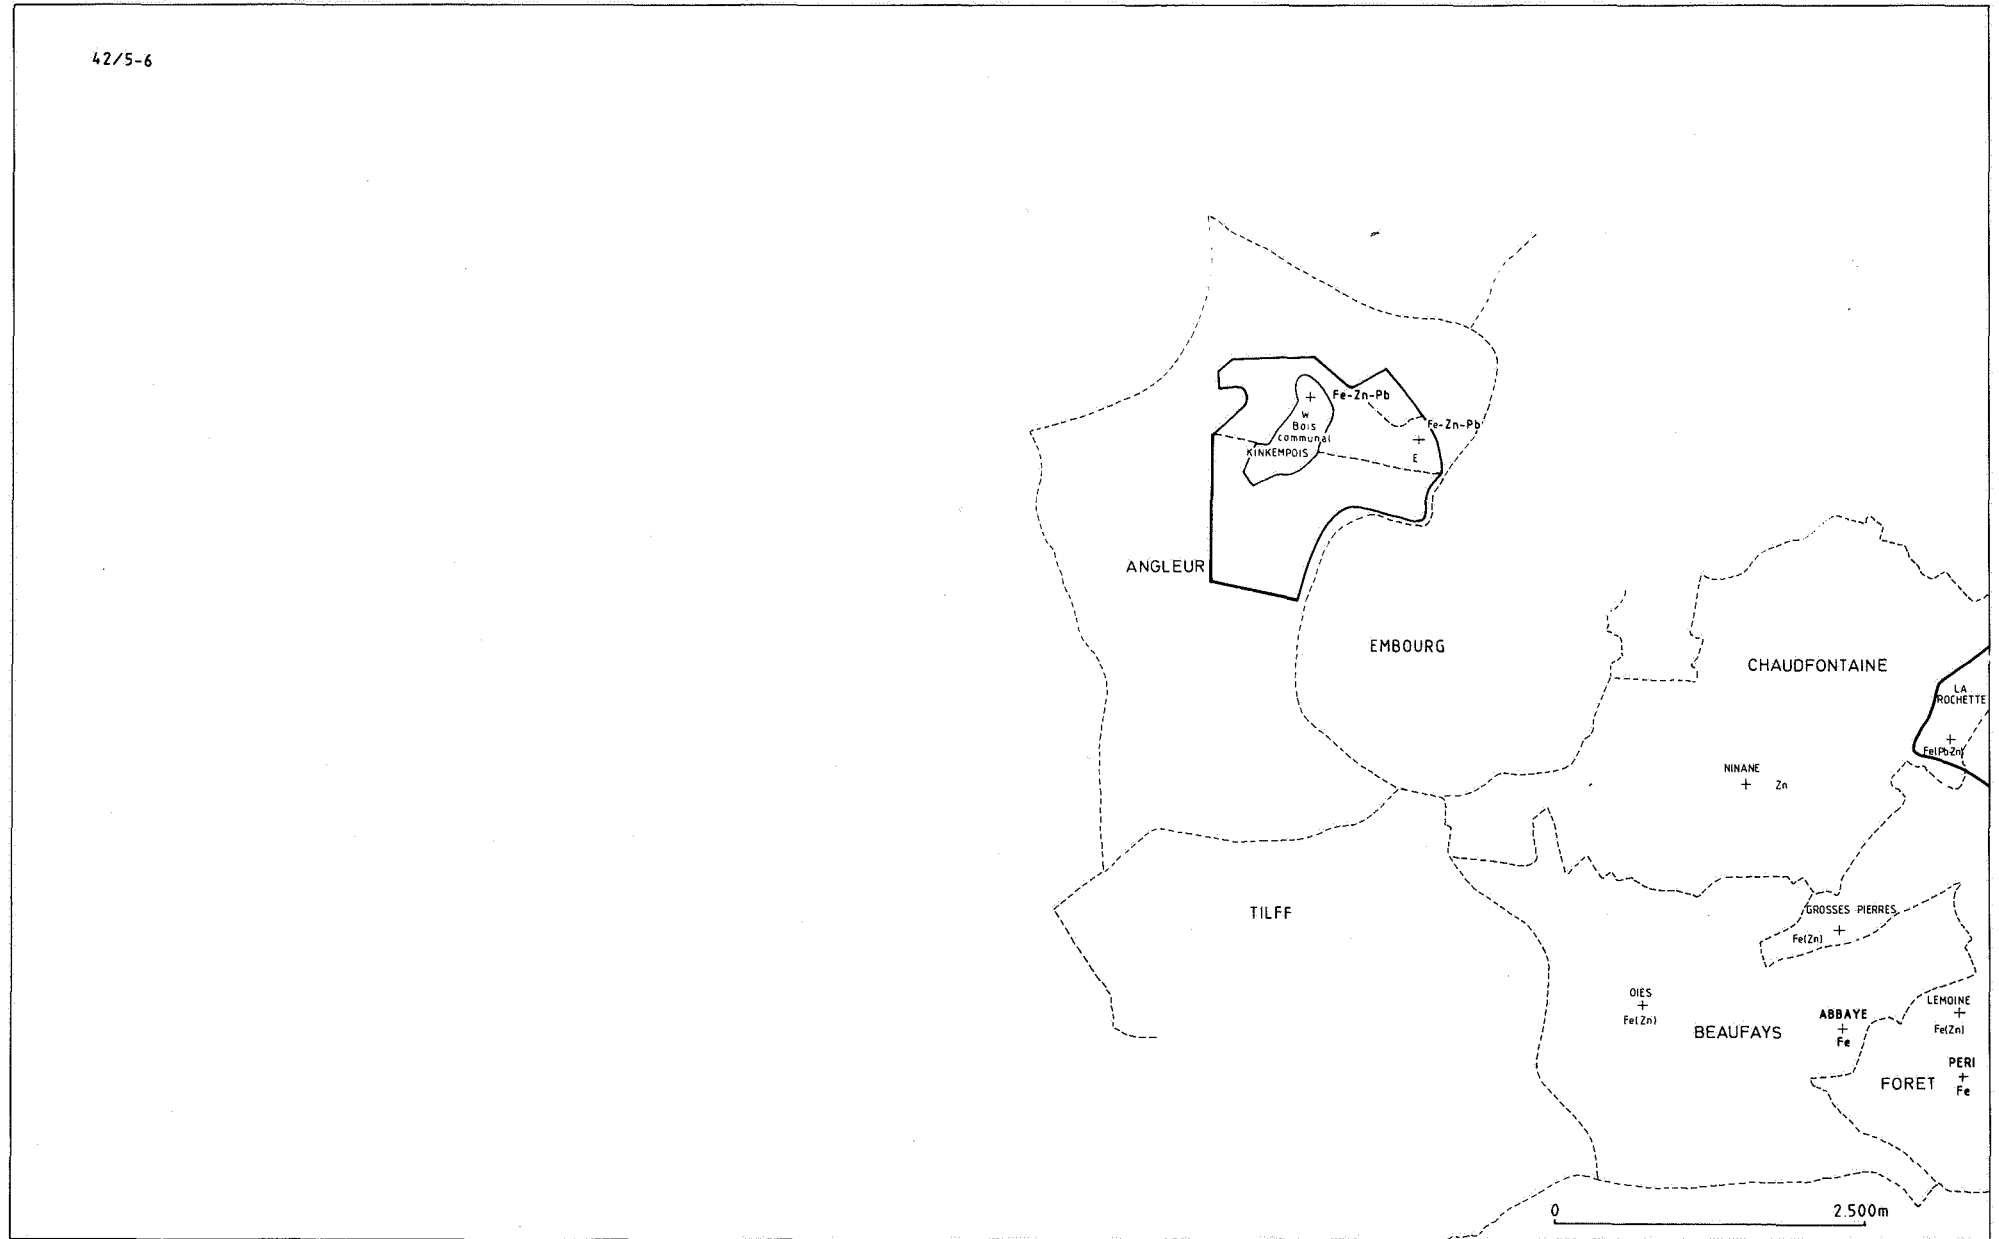 42/5-6
Fe-Zn-Pb
W
Bois
communal
KINKEMPOIS
Fe-Zn-Pb
E
ANGLEUR
EMBOURG
CHAUDFONTAINE
LA
ROCHETTE
Fe(Pb-Zn)
NINANE
Zn
TILFF
GROSSES PIERRES
Fe(Zn)
OIES
Fe(Zn)
BEAUFAYS
ABBAYE
Fe
LEMOINE
Fe(Zn)
PERI
Fe
FORET
0 2.500m